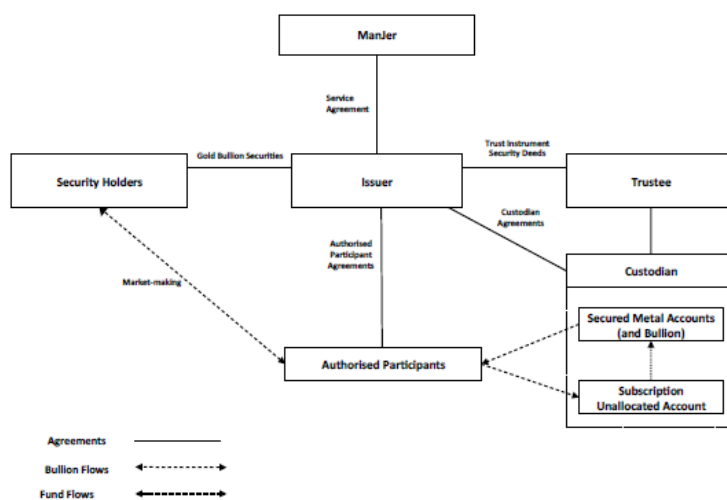 ManJer
Service
Agreement
Gold Bullion Securities
Trust Instrument
Security Deeds
Security Holders
Issuer
Trustee
Custodian
Agreements
Authorised
Participant
Agreements
Custodian
Market-making
Secured Metal Accounts
(and Bullion)
Authorised Participants
Subscription
Unallocated Account
Agreements
Bullion Flows
Fund Flows